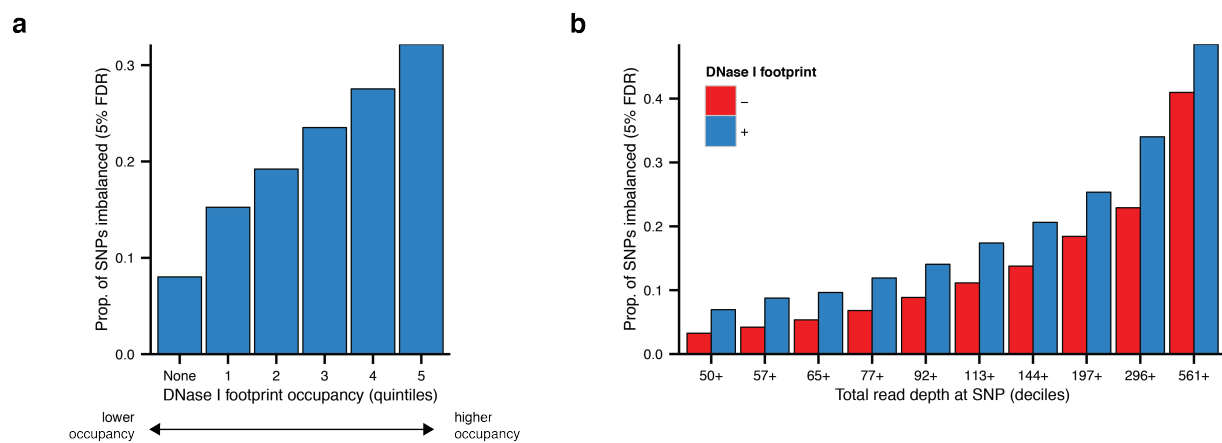 a
Prop. of SNPs imbalanced (5% FDR)
0.3
0.2
0.1
0.0
None 1 2 3 4 5
DNase I footprint occupancy (quintiles)
lower occupancy
higher occupancy
b
Prop. of SNPs imbalanced (5% FDR)
0.4
0.3
0.2
0.1
0.0
DNase I footprint
–
+
50+ 57+ 65+ 77+ 92+ 113+ 144+ 197+ 296+ 561+
Total read depth at SNP (deciles)